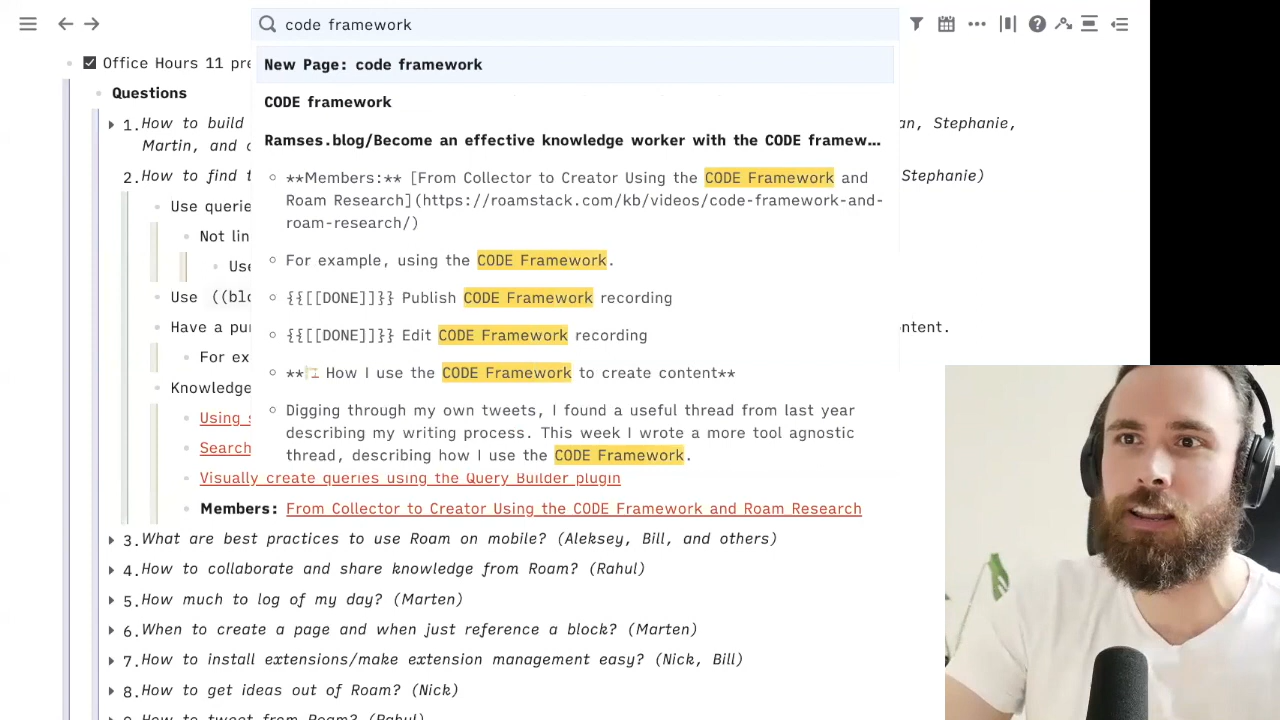 code framework
Office Hours 11 pre
New Page: code framework
Questions
CODE framework
1. How to build
an, Stephanie,
Martin, and
Ramses.blog/Become an effective knowledge worker with the CODE framew...
2. How to find t
Stephanie)
**Members:** [From Collector to Creator Using the CODE Framework and
Roam Research](https://roamstack.com/kb/videos/code-framework-and-
roam-research/)
Use querie
Not lin
Use
For example, using the CODE Framework.
Use ((blo
{{[[DONE]]}} Publish CODE Framework recording
Have a pu
ntent.
{{[[DONE]]}} Edit CODE Framework recording
For ex
** How I use the CODE Framework to create content**
Knowledge
Digging through my own tweets, I found a useful thread from last year
describing my writing process. This week I wrote a more tool agnostic
thread, describing how I use the CODE Framework.
Using s
Search
Visually create queries using the Query Builder plugin
Members: From Collector to Creator Using the CODE Framework and Roam Research
3. What are best practices to use Roam on mobile? (Aleksey, Bill, and others)
4. How to collaborate and share knowledge from Roam? (Rahul)
5. How much to log of my day? (Marten)
6. When to create a page and when just reference a block? (Marten)
7. How to install extensions/make extension management easy? (Nick, Bill)
8. How to get ideas out of Roam? (Nick)
9. How to tweet from Roam? (Rahul)